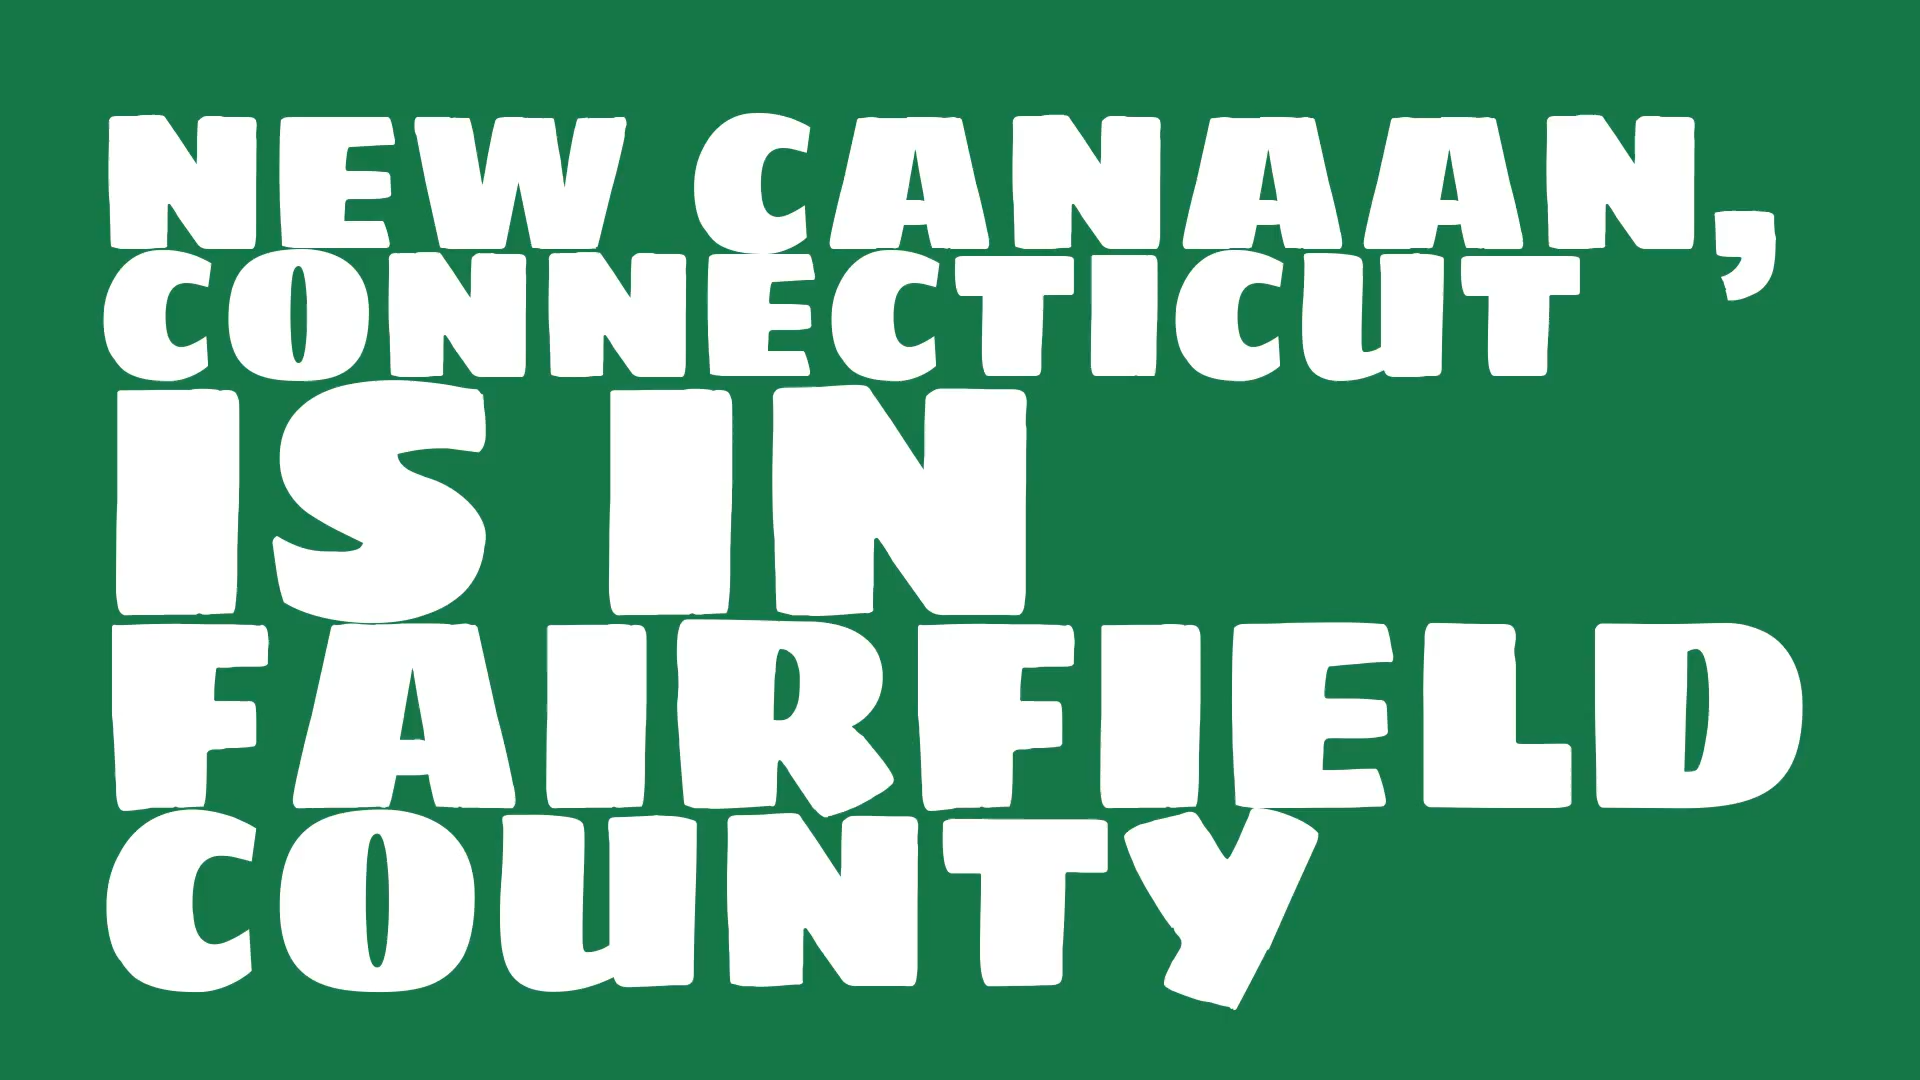 NEW CANAAN,
CONNECTICUT
IS IN
FAIRFIELD
COUNTY